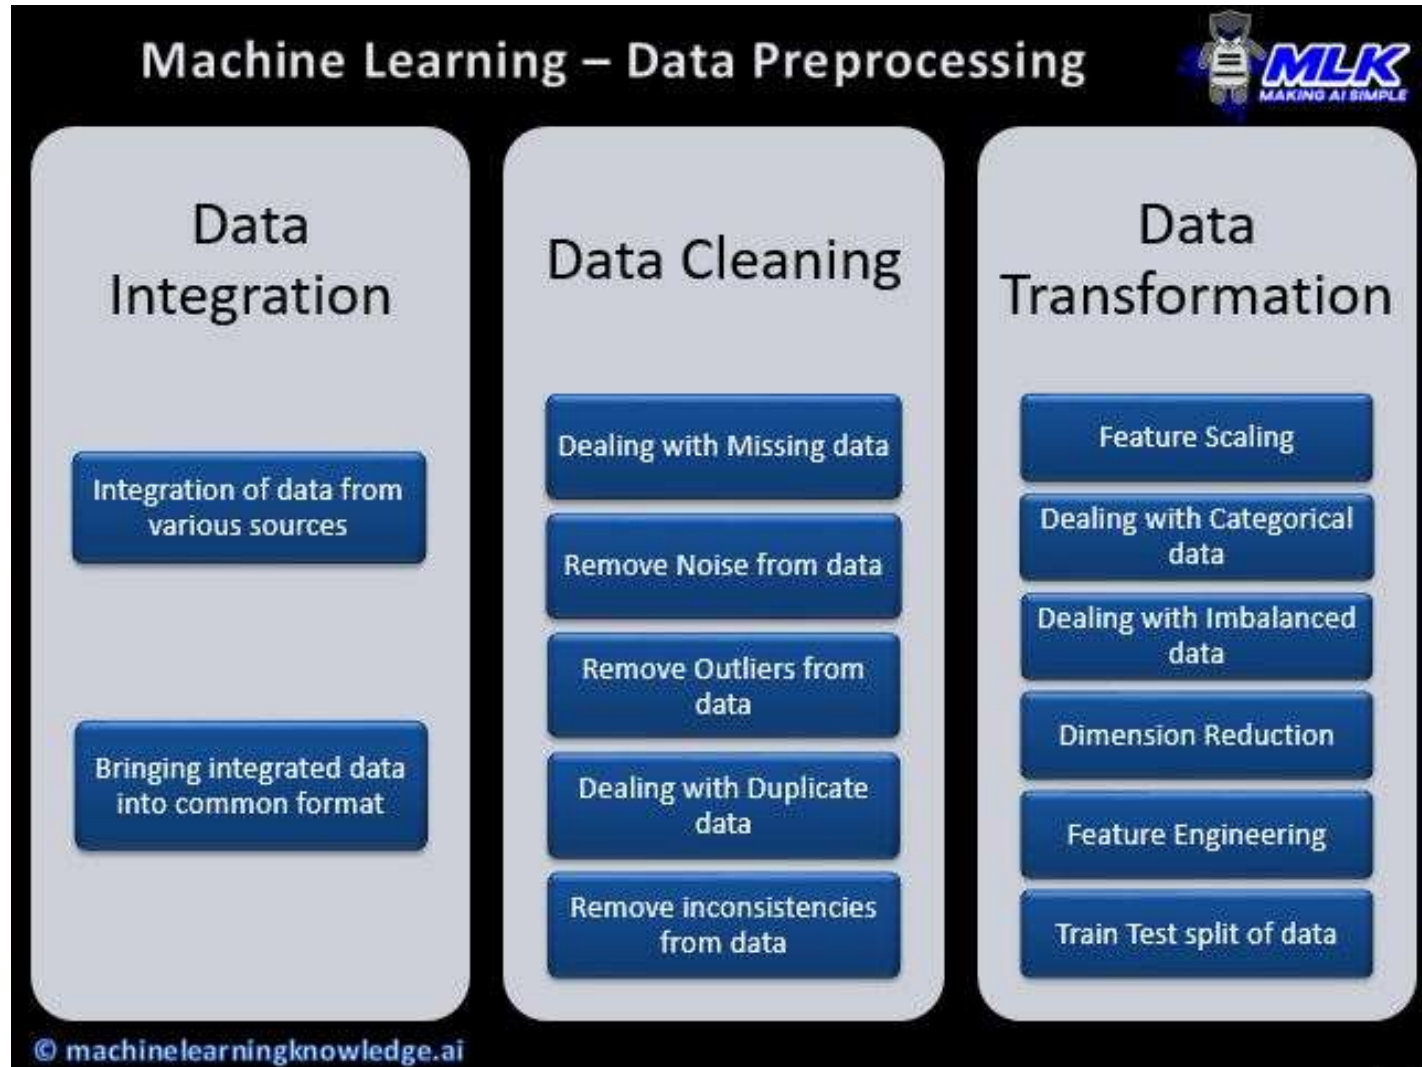 Machine Learning – Data Preprocessing
MLK
MAKING AI SIMPLE
Data
Integration
Integration of data from
various sources
Bringing integrated data
into common format
Data Cleaning
Dealing with Missing data
Remove Noise from data
Remove Outliers from
data
Dealing with Duplicate
data
Remove inconsistencies
from data
Data
Transformation
Feature Scaling
Dealing with Categorical
data
Dealing with Imbalanced
data
Dimension Reduction
Feature Engineering
Train Test split of data
© machinelearningknowledge.ai